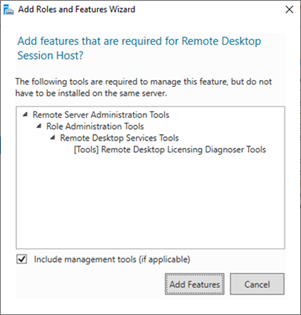 Add Roles and Features Wizard
Add features that are required for Remote Desktop
Session Host?
The following tools are required to manage this feature, but do not
have to be installed on the same server.
Remote Server Administration Tools
Role Administration Tools
Remote Desktop Services Tools
[Tools] Remote Desktop Licensing Diagnoser Tools
Include management tools (if applicable)
Add Features
Cancel